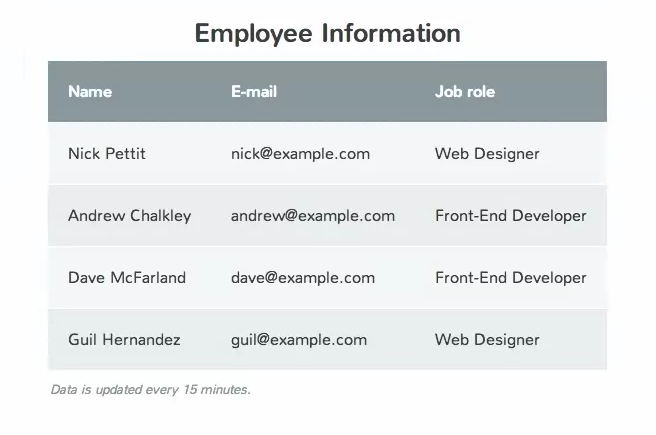 Employee Information
Name E-mail Job role
Nick Pettit nick@example.com Web Designer
Andrew Chalkley andrew@example.com Front-End Developer
Dave McFarland dave@example.com Front-End Developer
Guil Hernandez guil@example.com Web Designer
Data is updated every 15 minutes.